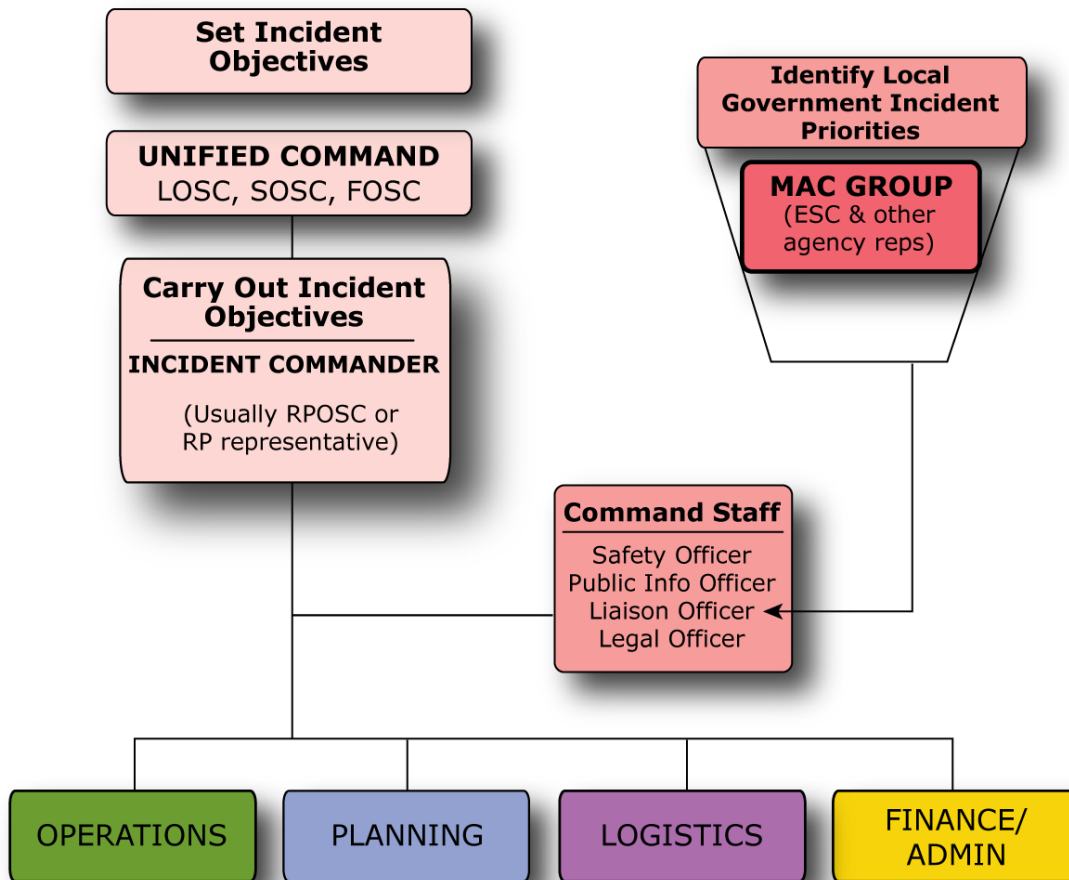 Set Incident
Objectives
UNIFIED COMMAND
LOSC, SOSC, FOSC
Carry Out Incident
Objectives
INCIDENT COMMANDER
(Usually RPOSC or
RP representative)
Identify Local
Government Incident
Priorities
MAC GROUP
(ESC & other
agency reps)
Command Staff
Safety Officer
Public Info Officer
Liaison Officer
Legal Officer
OPERATIONS
PLANNING
LOGISTICS
FINANCE/
ADMIN